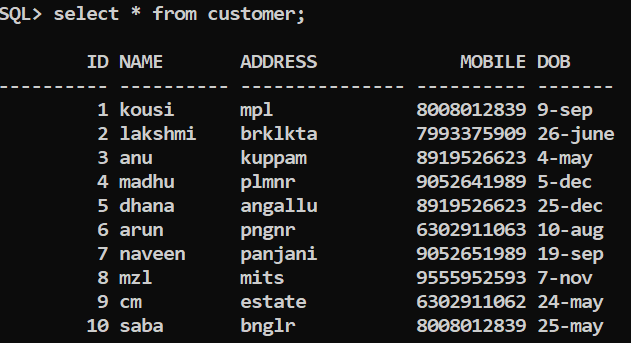 SQL> select * from customer;
ID NAME ADDRESS MOBILE DOB
---------- ---------- --------------- ---------- -------
1 kousi mpl 8008012839 9-sep
2 lakshmi brklkta 7993375909 26-june
3 anu kuppam 8919526623 4-may
4 madhu plmnr 9052641989 5-dec
5 dhana angallu 8919526623 25-dec
6 arun pngnr 6302911063 10-aug
7 naveen panjani 9052651989 19-sep
8 mzl mits 9555952593 7-nov
9 cm estate 6302911062 24-may
10 saba bnglr 8008012839 25-may